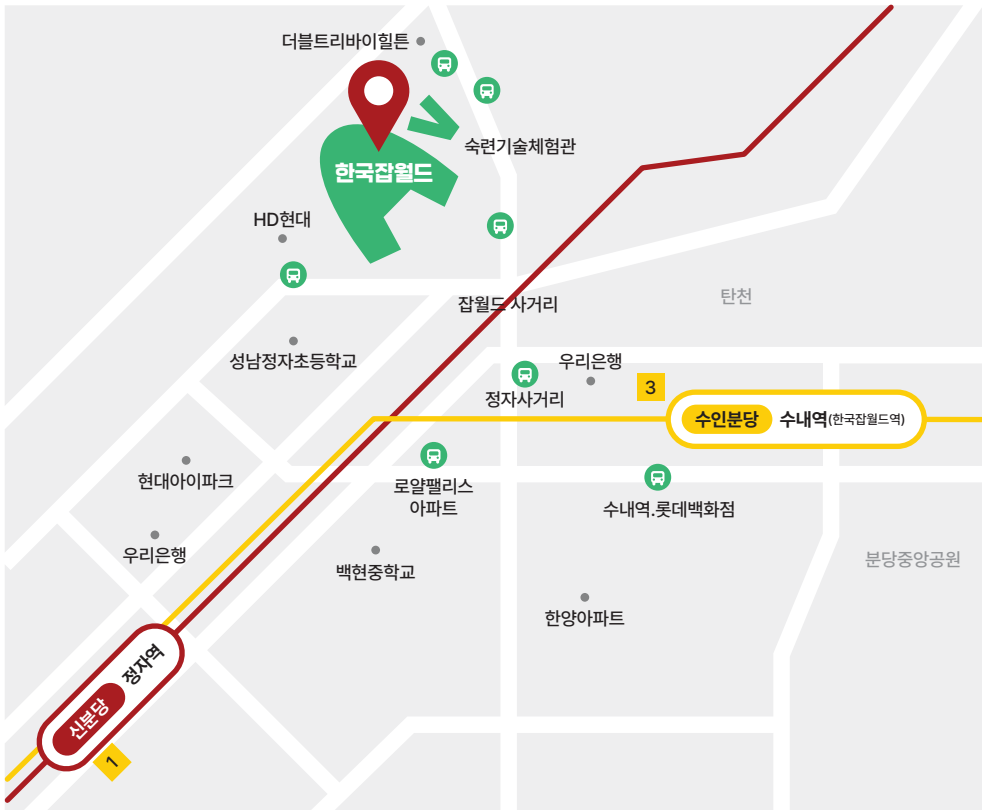 더블트리바이힐튼
숙련기술체험관
한국잡월드
HD현대
탄천
잡월드 사거리
성남정자초등학교
우리은행
정자사거리
3
수인분당 수내역(한국잡월드역)
현대아이파크
로얄팰리스
아파트
수내역.롯데백화점
우리은행
백현중학교
분당중앙공원
한양아파트
신분당 정자역
1